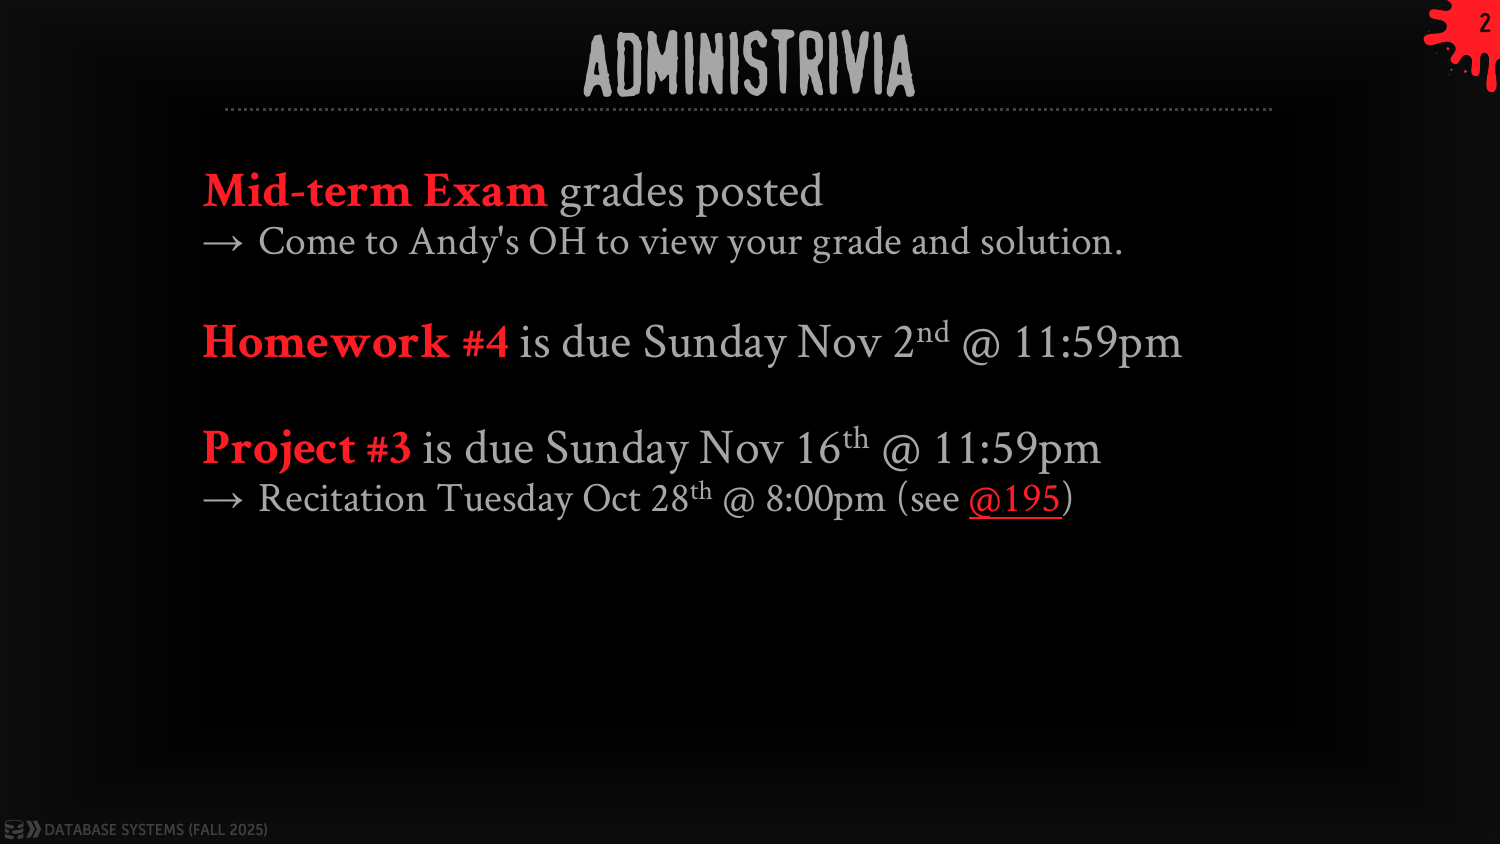 2
ADMINISTRIVIA
Mid-term Exam grades posted
→ Come to Andy's OH to view your grade and solution.
Homework #4 is due Sunday Nov 2nd @ 11:59pm
Project #3 is due Sunday Nov 16th @ 11:59pm
→ Recitation Tuesday Oct 28th @ 8:00pm (see @195)
DATABASE SYSTEMS (FALL 2025)